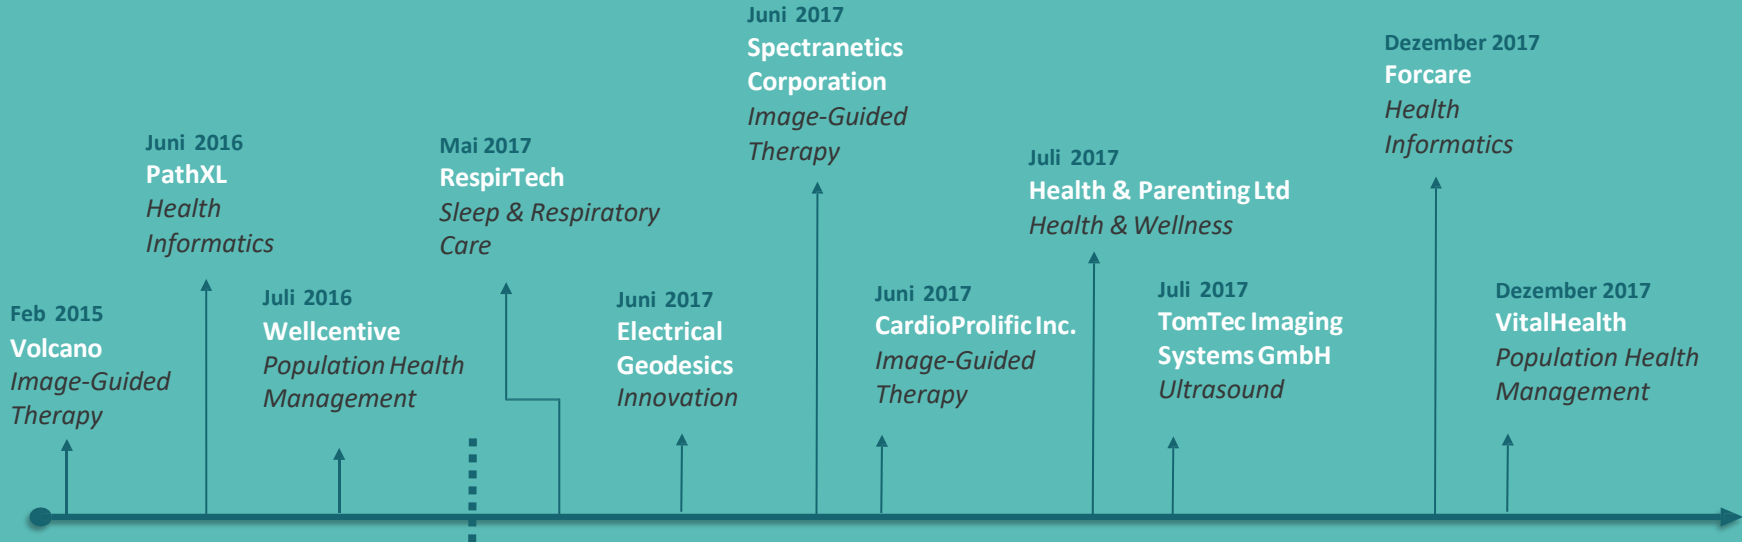 Feb 2015
Volcano
Image-Guided
Therapy
Juni 2016
PathXL
Health
Informatics
Juli 2016
Wellcentive
Population Health
Management
Mai 2017
RespirTech
Sleep & Respiratory
Care
Juni 2017
Electrical
Geodesics
Innovation
Juni 2017
Spectranetics
Corporation
Image-Guided
Therapy
Juni 2017
CardioProlific Inc.
Image-Guided
Therapy
Juli 2017
Health & Parenting Ltd
Health & Wellness
Juli 2017
TomTec Imaging
Systems GmbH
Ultrasound
Dezember 2017
Forcare
Health
Informatics
Dezember 2017
VitalHealth
Population Health
Management